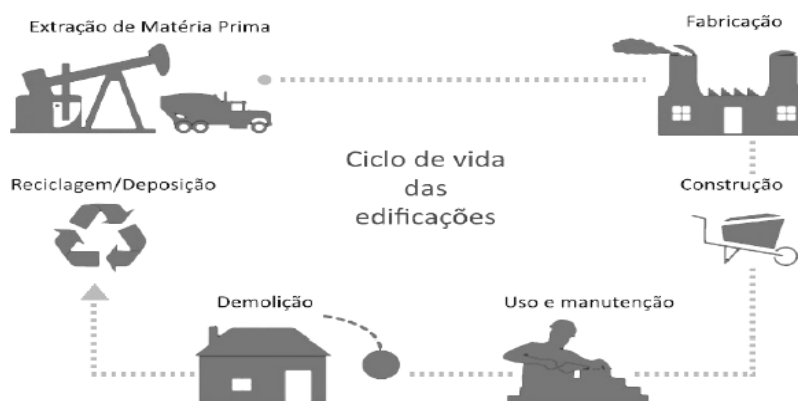 Extração de Matéria Prima
Fabricação
Ciclo de vida
das
edificações
Reciclagem/Deposição
Construção
Demolição
Uso e manutenção